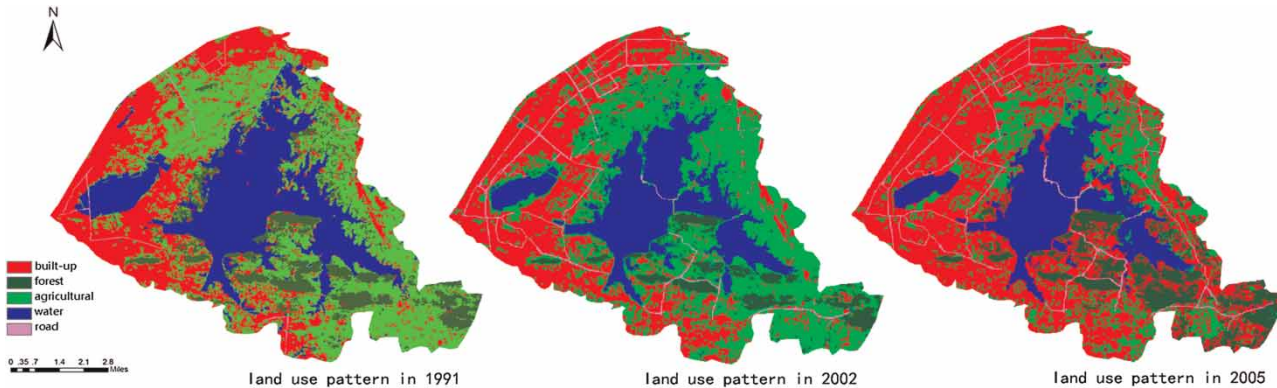 N
built-up
forest
agricultural
water
road
0 .35 .7 1.4 2.1 2.8
Miles
land use pattern in 1991
land use pattern in 2002
land use pattern in 2005